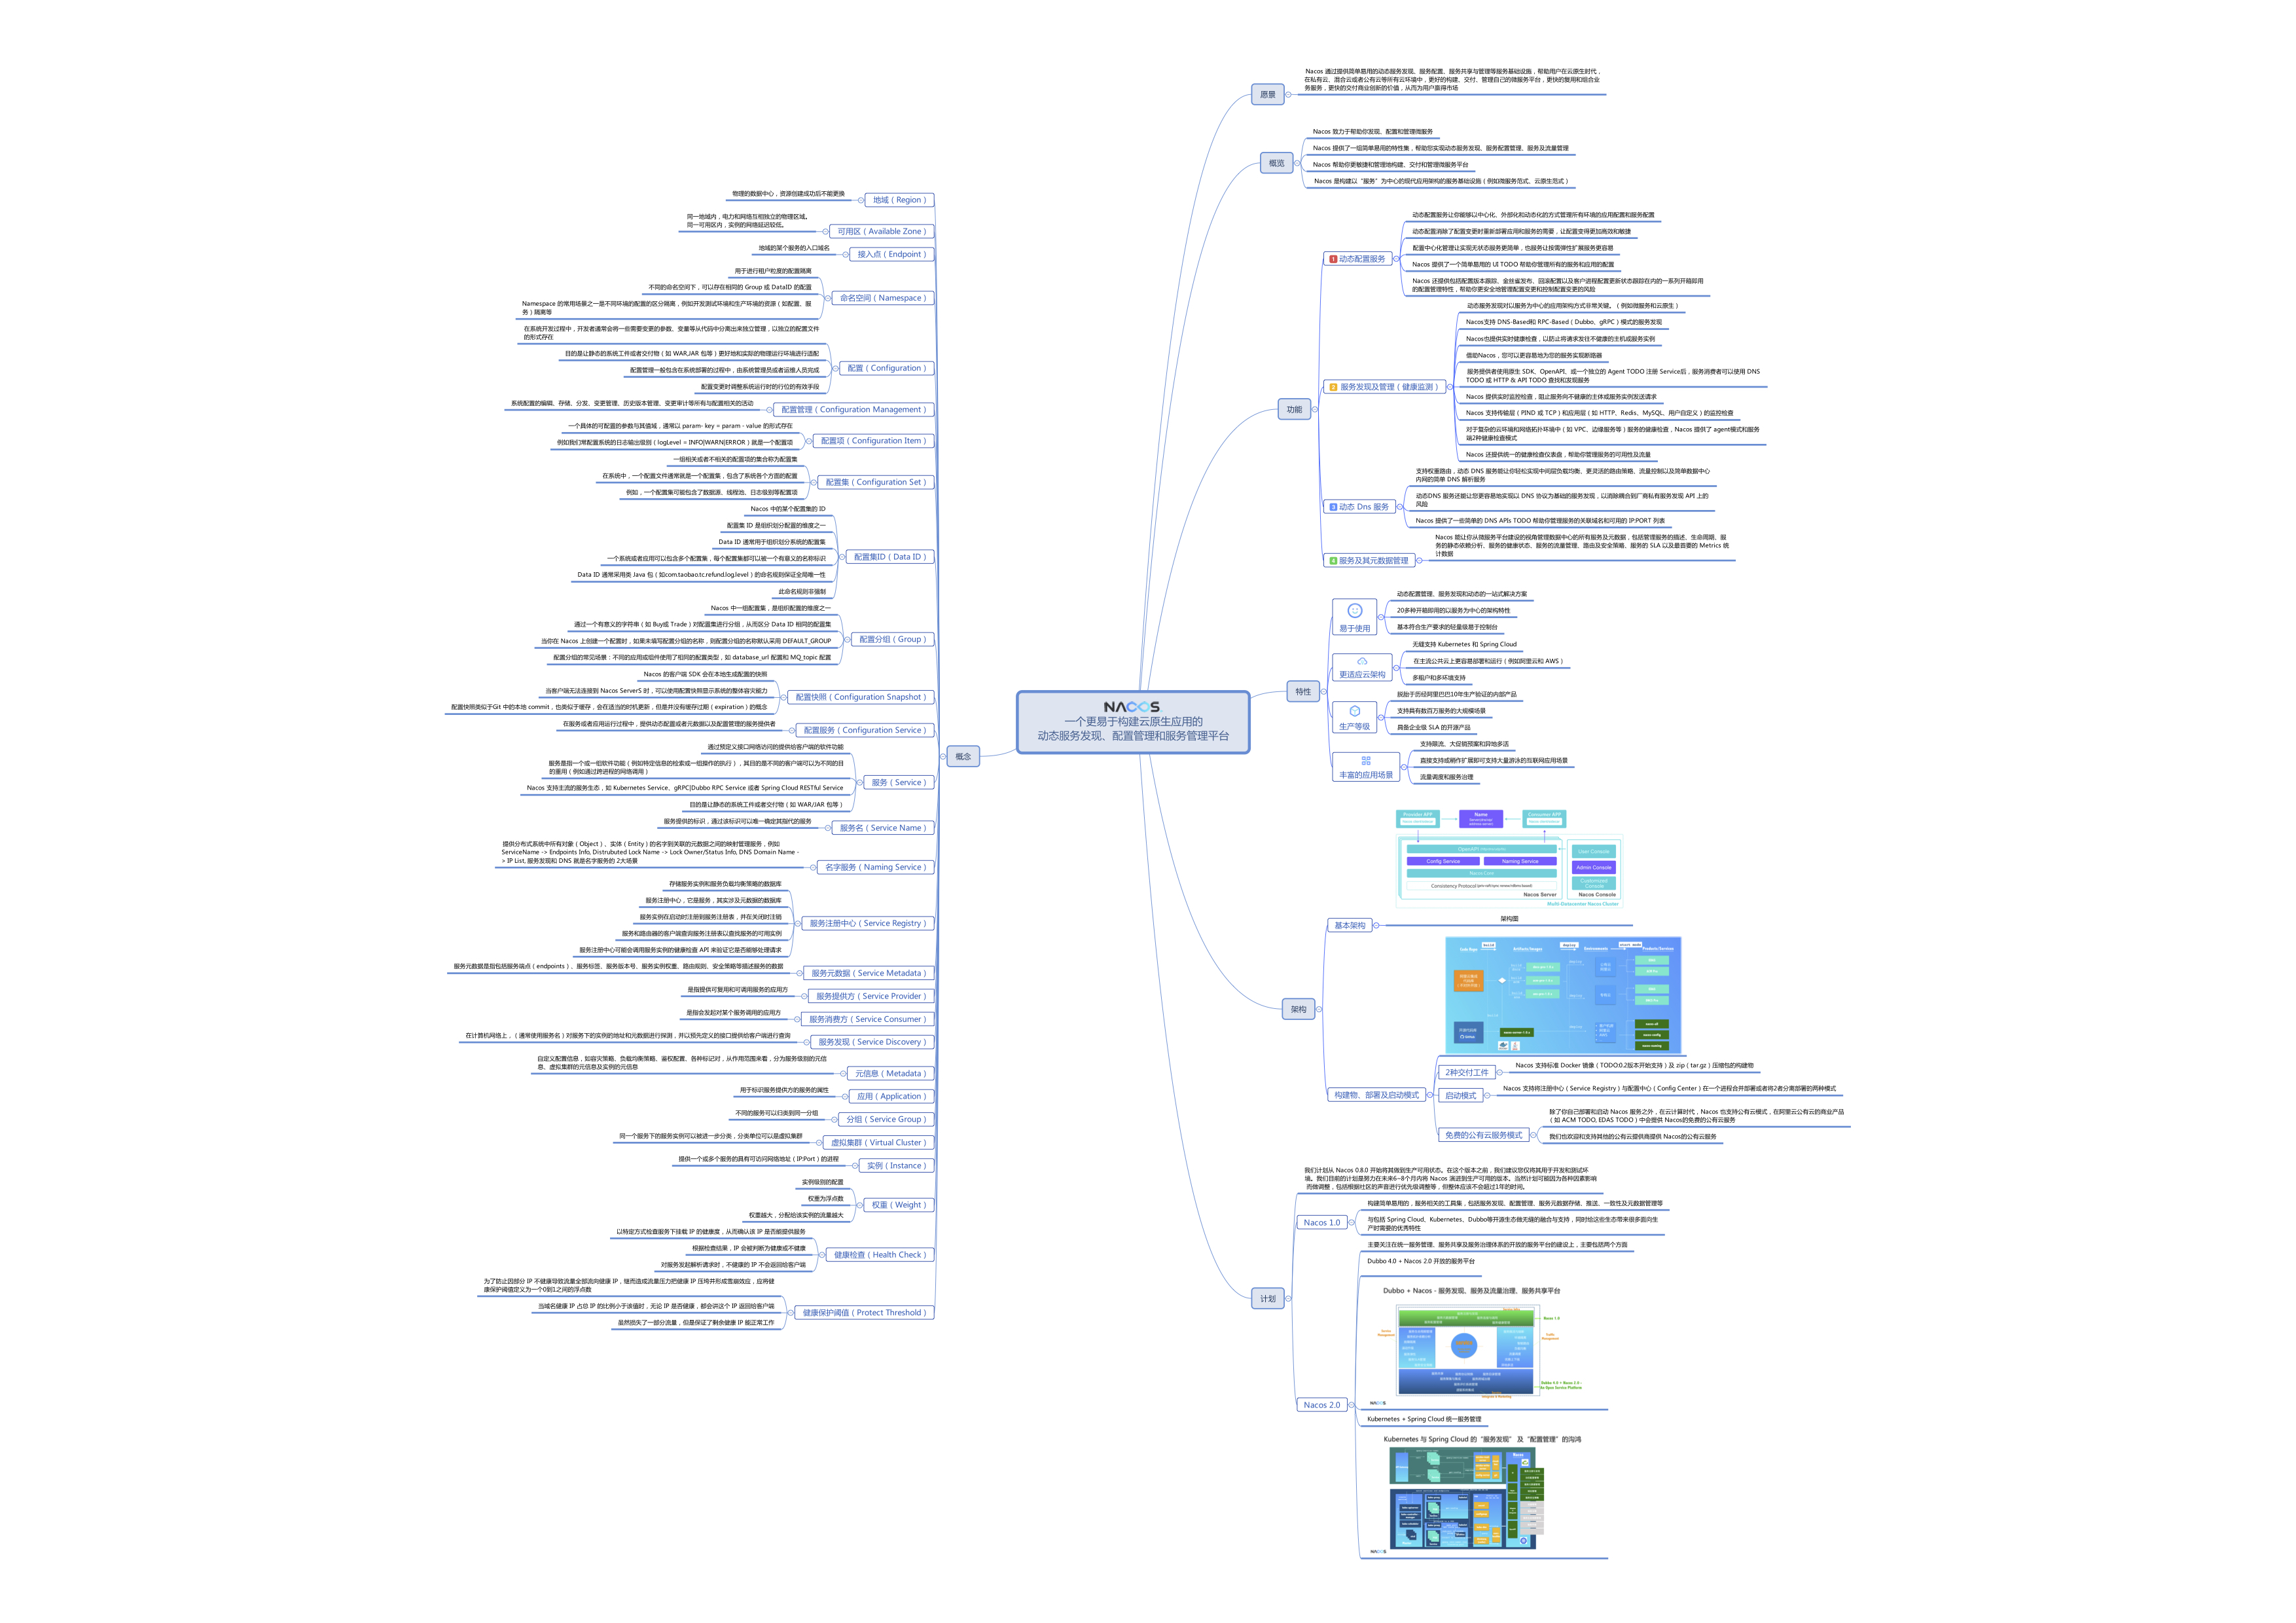 NACOS
一个更易于构建云原生应用的
动态服务发现、配置管理和服务管理平台
愿景
Nacos 通过提供简单易用的动态服务发现、服务配置、服务共享与管理等服务基础设施，帮助用户在云原生时代，
在私有云、混合云或者公有云等所有云环境中，更好的构建、交付、管理自己的微服务平台，更快的复用和组合业
务服务，更快的交付商业创新的价值，从而为用户赢得市场
概览
Nacos 致力于帮助你发现、配置和管理微服务
Nacos 提供了一组简单易用的特性集，帮助您实现动态服务发现、服务配置管理、服务及流量管理
Nacos 帮助你更敏捷和管理地构建、交付和管理微服务平台
Nacos 是构建以“服务”为中心的现代应用架构的服务基础设施（例如微服务范式、云原生范式）
功能
1 动态配置服务
动态配置服务让你能够以中心化、外部化和动态化的方式管理所有环境的应用配置和服务配置
动态配置消除了配置变更时重新部署应用和服务的需要，让配置变得更加高效和敏捷
配置中心化管理让实现无状态服务更简单，也服务让按需弹性扩展服务更容易
Nacos 提供了一个简单易用的 UI TODO 帮助你管理所有的服务和应用的配置
Nacos 还提供包括配置版本跟踪、金丝雀发布、回滚配置以及客户进程配置更新状态跟踪在内的一系列开箱即用
的配置管理特性，帮助你更安全地管理配置变更和控制配置变更的风险
2 服务发现及管理（健康监测）
动态服务发现对以服务为中心的应用架构方式非常关键。（例如微服务和云原生）
Nacos支持 DNS-Based和 RPC-Based（Dubbo、gRPC）模式的服务发现
Nacos也提供实时健康检查，以防止将请求发往不健康的主机或服务实例
借助Nacos，您可以更容易地为您的服务实现断路器
服务提供者使用原生 SDK、OpenAPI、或一个独立的 Agent TODO 注册 Service后，服务消费者可以使用 DNS
TODO 或 HTTP & API TODO 查找和发现服务
Nacos 提供实时监控检查，阻止服务向不健康的主体或服务实例发送请求
Nacos 支持传输层（PIND 或 TCP）和应用层（如 HTTP、Redis、MySQL、用户自定义）的监控检查
对于复杂的云环境和网络拓扑环境中（如 VPC、边缘服务等）服务的健康检查，Nacos 提供了 agent模式和服务
端2种健康检查模式
Nacos 还提供统一的健康检查仪表盘，帮助你管理服务的可用性及流量
3 动态 Dns 服务
支持权重路由，动态 DNS 服务能让你轻松实现中间层负载均衡、更灵活的路由策略、流量控制以及简单数据中心
内网的简单 DNS 解析服务
动态DNS 服务还能让您更容易地实现以 DNS 协议为基础的服务发现，以消除耦合到厂商私有服务发现 API 上的
风险
Nacos 提供了一些简单的 DNS APIs TODO 帮助你管理服务的关联域名和可用的 IP:PORT 列表
4 服务及其元数据管理
Nacos 能让你从微服务平台建设的视角管理数据中心的所有服务及元数据，包括管理服务的描述、生命周期、服
务的静态依赖分析、服务的健康状态、服务的流量管理、路由及安全策略、服务的 SLA 以及最首要的 Metrics 统
计数据
特性
易于使用
动态配置管理、服务发现和动态的一站式解决方案
20多种开箱即用的以服务为中心的架构特性
基本符合生产要求的轻量级易于控制台
更适应云架构
无缝支持 Kubernetes 和 Spring Cloud
在主流公共云上更容易部署和运行（例如阿里云和 AWS）
多租户和多环境支持
生产等级
脱胎于历经阿里巴巴10年生产验证的内部产品
支持具有数百万服务的大规模场景
具备企业级 SLA 的开源产品
丰富的应用场景
支持限流、大促销预案和异地多活
直接支持或稍作扩展即可支持大量游泳的互联网应用场景
流量调度和服务治理
架构
基本架构
Provider APP
Name
Consumer APP
OpenAPI
Config Service
Naming Service
Nacos Core
Consistency Protocol
Nacos Server
User Console
Admin Console
Customized
Console
Nacos Console
Multi-Datacenter Nacos Cluster
架构图
构建物、部署及启动模式
2种交付工件
Nacos 支持标准 Docker 镜像（TODO:0.2版本开始支持）及 zip（tar.gz）压缩包的构建物
启动模式
Nacos 支持将注册中心（Service Registry）与配置中心（Config Center）在一个进程合并部署或者将2者分离部署的两种模式
免费的公有云服务模式
除了你自己部署和启动 Nacos 服务之外，在云计算时代，Nacos 也支持公有云模式，在阿里云公有云的商业产品
（如 ACM TODO, EDAS TODO）中会提供 Nacos的免费的公有云服务
我们也欢迎和支持其他的公有云提供商提供 Nacos的公有云服务
计划
我们计划从 Nacos 0.8.0 开始将其做到生产可用状态。在这个版本之前，我们建议您仅将其用于开发和测试环
境。我们目前的计划是努力在未来6~8个月内将 Nacos 演进到生产可用的版本。当然计划可能因为各种因素影响
而做调整，包括根据社区的声音进行优先级调整等，但整体应该不会超过1年的时间。
Nacos 1.0
构建简单易用的，服务相关的工具集，包括服务发现、配置管理、服务元数据存储、推送、一致性及元数据管理等
与包括 Spring Cloud、Kubernetes、Dubbo等开源生态做无缝的融合与支持，同时给这些生态带来很多面向生
产时需要的优秀特性
Nacos 2.0
主要关注在统一服务管理、服务共享及服务治理体系的开放的服务平台的建设上，主要包括两个方面
Dubbo 4.0 + Nacos 2.0 开放的服务平台
Dubbo + Nacos - 服务发现、服务及流量治理、服务共享平台
Nacos 1.0
NACOS
Kubernetes + Spring Cloud 统一服务管理
Kubernetes 与 Spring Cloud 的“服务发现” 及“配置管理”的沟鸿
NACOS
概念
地域（Region）
物理的数据中心，资源创建成功后不能更换
可用区（Available Zone）
同一地域内，电力和网络互相独立的物理区域。
同一可用区内，实例的网络延迟较低。
接入点（Endpoint）
地域的某个服务的入口域名
命名空间（Namespace）
用于进行租户粒度的配置隔离
不同的命名空间下，可以存在相同的 Group 或 DataID 的配置
Namespace 的常用场景之一是不同环境的配置的区分隔离，例如开发测试环境和生产环境的资源（如配置、服
务）隔离等
配置（Configuration）
在系统开发过程中，开发者通常会将一些需要变更的参数、变量等从代码中分离出来独立管理，以独立的配置文件
的形式存在
目的是让静态的系统工件或者交付物（如 WAR,JAR 包等）更好地和实际的物理运行环境进行适配
配置管理一般包含在系统部署的过程中，由系统管理员或者运维人员完成
配置变更时调整系统运行时的行位的有效手段
配置管理（Configuration Management）
系统配置的编辑、存储、分发、变更管理、历史版本管理、变更审计等所有与配置相关的活动
配置项（Configuration Item）
一个具体的可配置的参数与其值域，通常以 param- key = param - value 的形式存在
例如我们常配置系统的日志输出级别（logLevel = INFO|WARN|ERROR）就是一个配置项
配置集（Configuration Set）
一组相关或者不相关的配置项的集合称为配置集
在系统中，一个配置文件通常就是一个配置集，包含了系统各个方面的配置
例如，一个配置集可能包含了数据源、线程池、日志级别等配置项
配置集ID（Data ID）
Nacos 中的某个配置集的 ID
配置集 ID 是组织划分配置的维度之一
Data ID 通常用于组织划分系统的配置集
一个系统或者应用可以包含多个配置集，每个配置集都可以被一个有意义的名称标识
Data ID 通常采用类 Java 包（如com.taobao.tc.refund.log.level）的命名规则保证全局唯一性
此命名规则非强制
配置分组（Group）
Nacos 中一组配置集，是组织配置的维度之一
通过一个有意义的字符串（如 Buy或 Trade）对配置集进行分组，从而区分 Data ID 相同的配置集
当你在 Nacos 上创建一个配置时，如果未填写配置分组的名称，则配置分组的名称默认采用 DEFAULT_GROUP
配置分组的常见场景：不同的应用或组件使用了相同的配置类型，如 database_url 配置和 MQ_topic 配置
配置快照（Configuration Snapshot）
Nacos 的客户端 SDK 会在本地生成配置的快照
当客户端无法连接到 Nacos ServerS 时，可以使用配置快照显示系统的整体容灾能力
配置快照类似于Git 中的本地 commit，也类似于缓存，会在适当的时机更新，但是并没有缓存过期（expiration）的概念
配置服务（Configuration Service）
在服务或者应用运行过程中，提供动态配置或者元数据以及配置管理的服务提供者
服务（Service）
通过预定义接口网络访问的提供给客户端的软件功能
服务是指一个或一组软件功能（例如特定信息的检索或一组操作的执行），其目的是不同的客户端可以为不同的目
的重用（例如通过跨进程的网络调用）
Nacos 支持主流的服务生态，如 Kubernetes Service、gRPC|Dubbo RPC Service 或者 Spring Cloud RESTful Service
目的是让静态的系统工件或者交付物（如 WAR/JAR 包等）
服务名（Service Name）
服务提供的标识，通过该标识可以唯一确定其指代的服务
名字服务（Naming Service）
提供分布式系统中所有对象（Object）、实体（Entity）的名字到关联的元数据之间的映射管理服务，例如
ServiceName -> Endpoints Info, Distrubuted Lock Name -> Lock Owner/Status Info, DNS Domain Name -
> IP List, 服务发现和 DNS 就是名字服务的 2大场景
服务注册中心（Service Registry）
存储服务实例和服务负载均衡策略的数据库
服务注册中心，它是服务，其实涉及元数据的数据库
服务实例在启动时注册到服务注册表，并在关闭时注销
服务和路由器的客户端查询服务注册表以查找服务的可用实例
服务注册中心可能会调用服务实例的健康检查 API 来验证它是否能够处理请求
服务元数据（Service Metadata）
服务元数据是指包括服务端点（endpoints）、服务标签、服务版本号、服务实例权重、路由规则、安全策略等描述服务的数据
服务提供方（Service Provider）
是指提供可复用和可调用服务的应用方
服务消费方（Service Consumer）
是指会发起对某个服务调用的应用方
服务发现（Service Discovery）
在计算机网络上，（通常使用服务名）对服务下的实例的地址和元数据进行探测，并以预先定义的接口提供给客户端进行查询
元信息（Metadata）
自定义配置信息，如容灾策略、负载均衡策略、鉴权配置、各种标记对，从作用范围来看，分为服务级别的元信
息、虚拟集群的元信息及实例的元信息
应用（Application）
用于标识服务提供方的服务的属性
分组（Service Group）
不同的服务可以归类到同一分组
虚拟集群（Virtual Cluster）
同一个服务下的服务实例可以被进一步分类，分类单位可以是虚拟集群
实例（Instance）
提供一个或多个服务的具有可访问网络地址（IP:Port）的进程
权重（Weight）
实例级别的配置
权重为浮点数
权重越大，分配给该实例的流量越大
健康检查（Health Check）
以特定方式检查服务下挂载 IP 的健康度，从而确认该 IP 是否能提供服务
根据检查结果，IP 会被判断为健康或不健康
对服务发起解析请求时，不健康的 IP 不会返回给客户端
健康保护阈值（Protect Threshold）
为了防止因部分 IP 不健康导致流量全部流向健康 IP，继而造成流量压力把健康 IP 压垮并形成雪崩效应，应将健
康保护阈值定义为一个0到1之间的浮点数
当域名健康 IP 占总 IP 的比例小于该值时，无论 IP 是否健康，都会讲这个 IP 返回给客户端
虽然损失了一部分流量，但是保证了剩余健康 IP 能正常工作